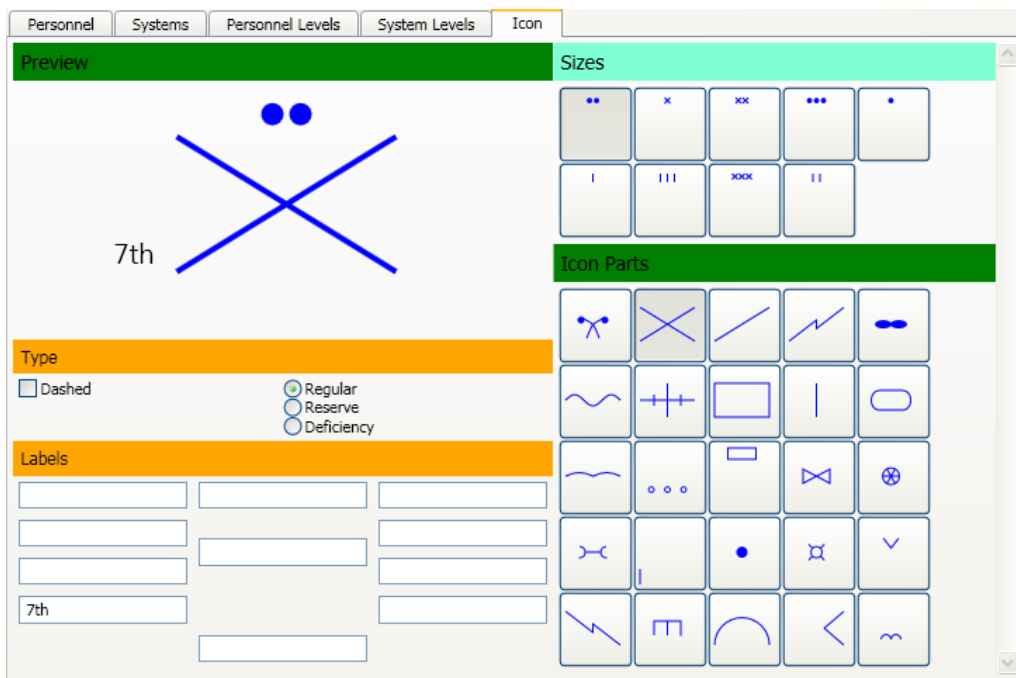 Personnel
Systems
Personnel Levels
System Levels
Icon
Preview
7th
Type
Dashed
Regular
Reserve
Deficiency
Labels
7th
Sizes
Icon Parts